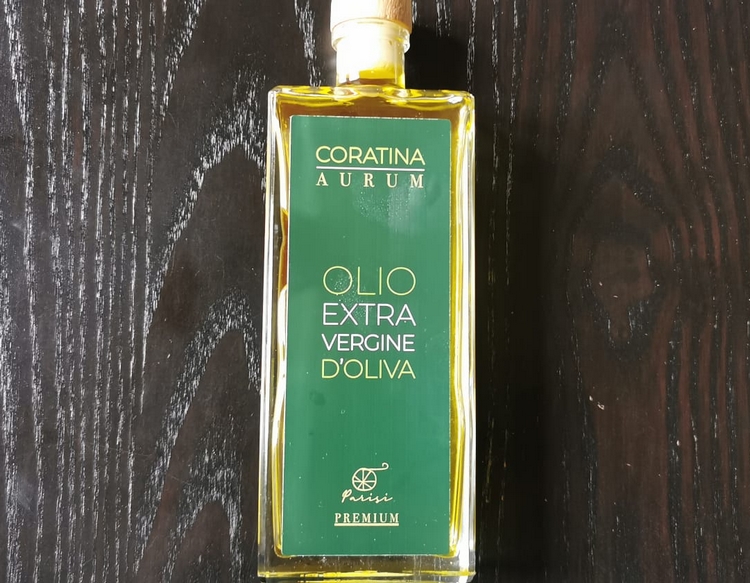 CORATINA
AURUM
OLIO
EXTRA
VERGINE
D'OLIVA
Parisi
PREMIUM